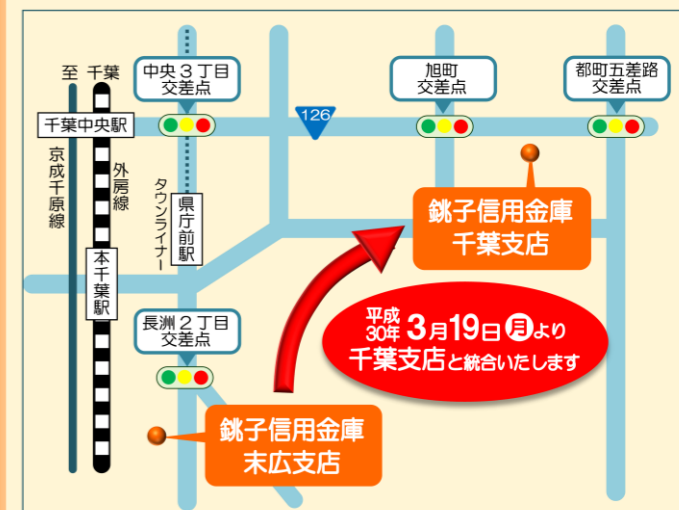 至 千葉
中央３丁目
交差点
旭町
交差点
都町五差路
交差点
千葉中央駅
126
京成千原線
外房線
タウンライナー
県庁前駅
銚子信用金庫
千葉支店
本千葉駅
長洲２丁目
交差点
平成
30年 3月19日 月より
千葉支店と統合いたします
銚子信用金庫
末広支店